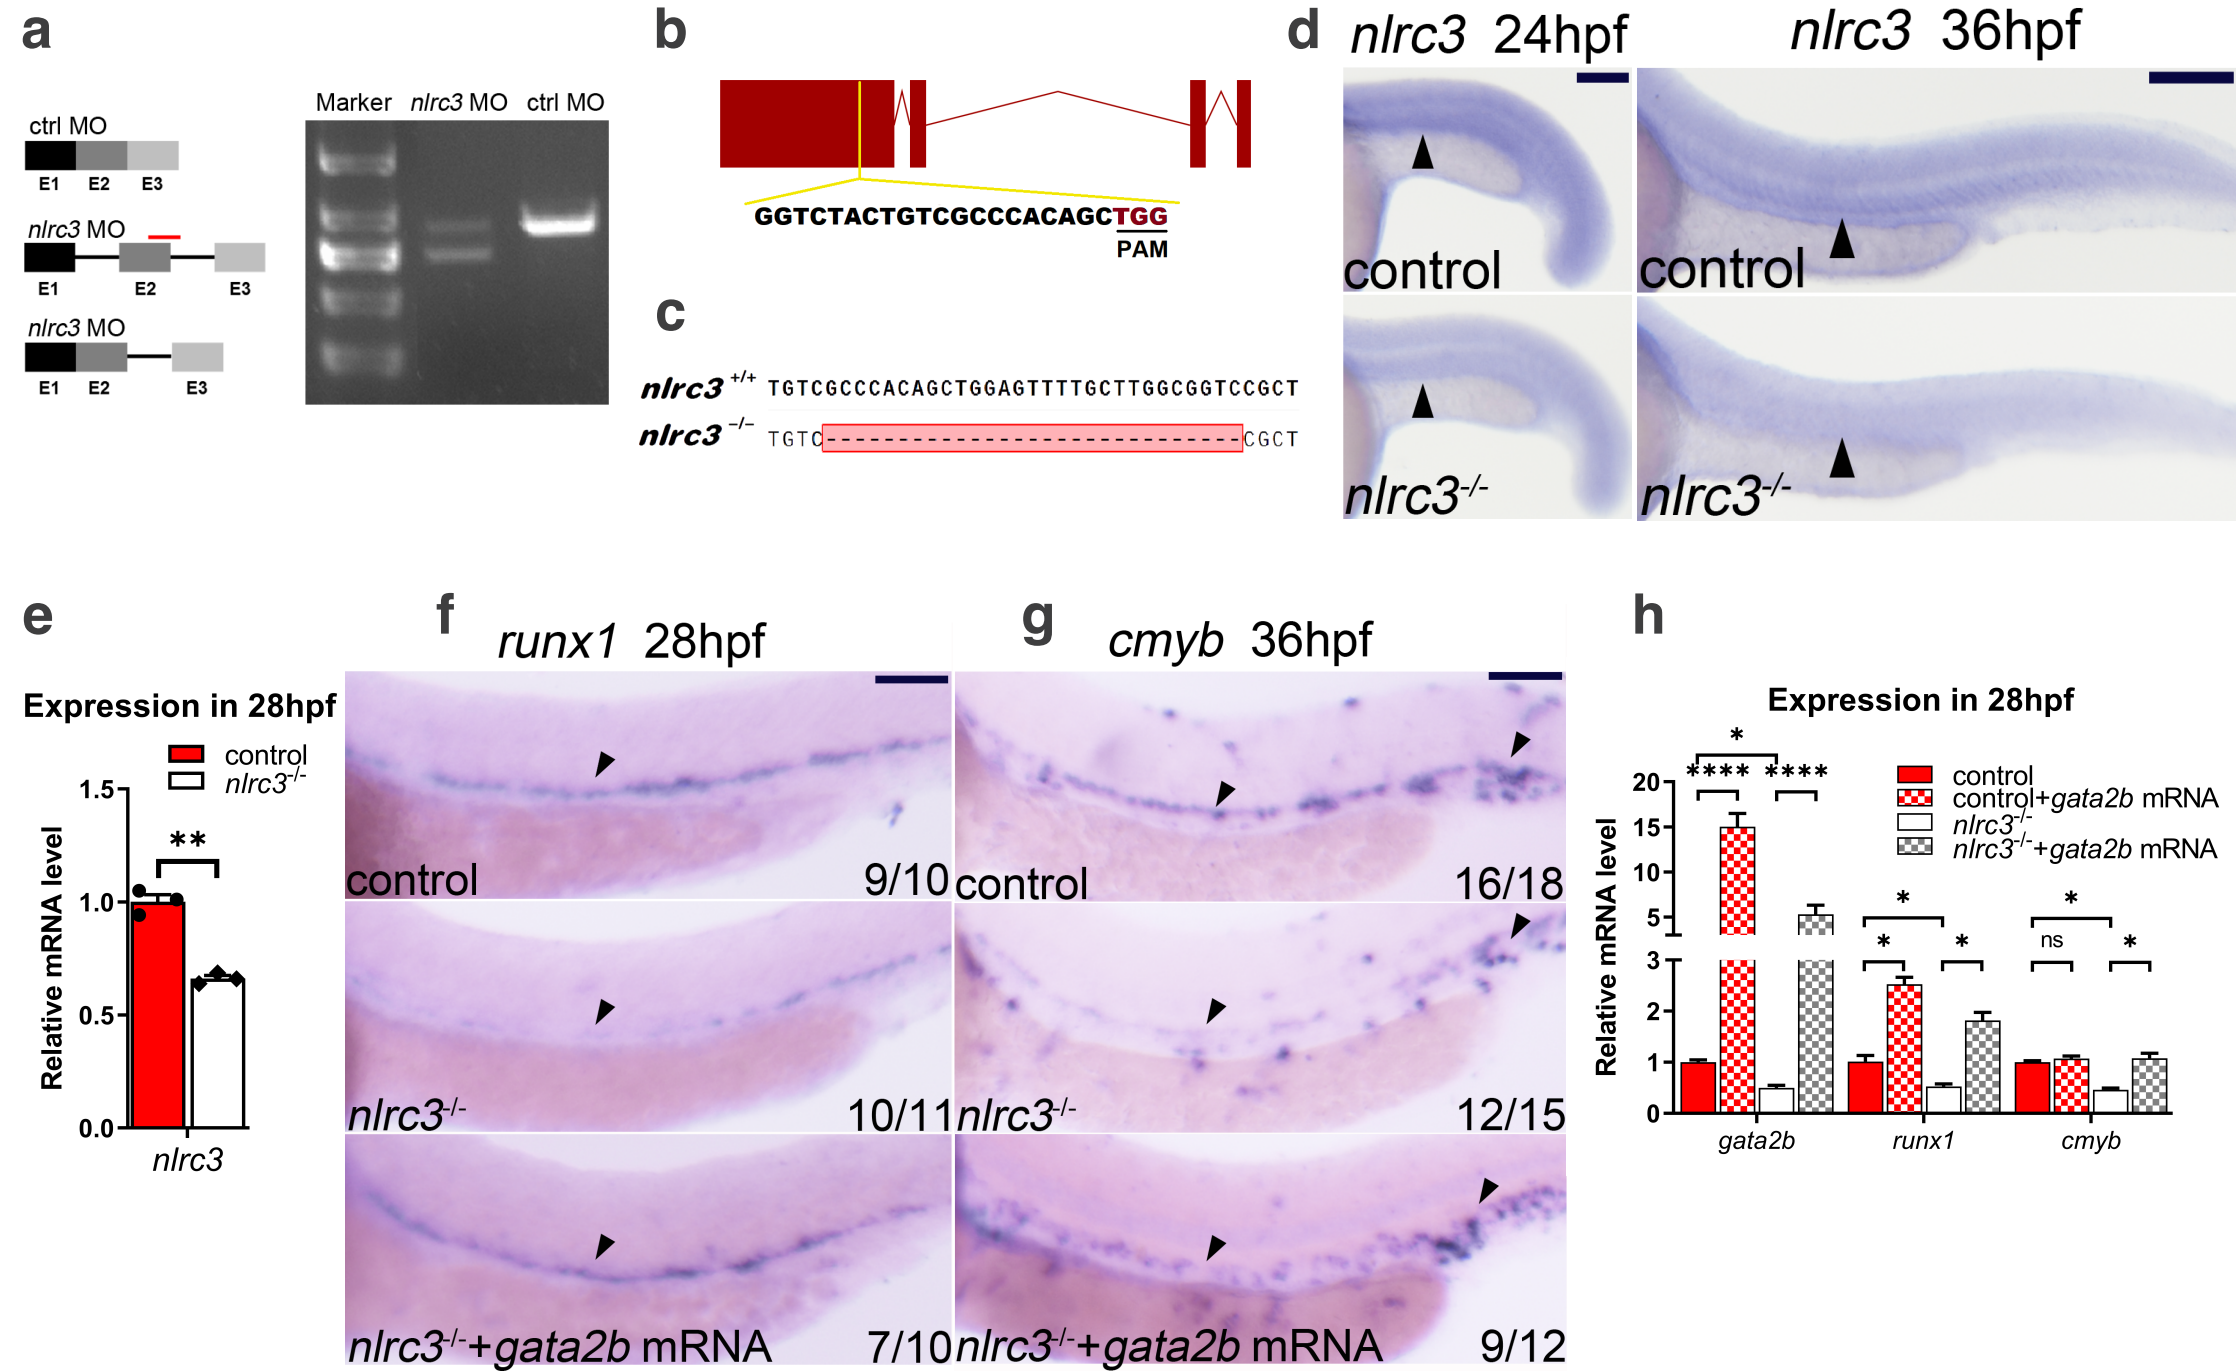 a
Marker nlrc3 MO ctrl MO
ctrl MO
E1 E2 E3
nlrc3 MO
E1 E2 E3
nlrc3 MO
E1 E2 E3
b
GGTCTACTGTCGCCCACAGCTGG
PAM
c
nlrc3 +/+ TGTCGCCCACAGCTGGAGTTTTGCTTGGCGGTCCGCT
nlrc3 -/- TGTC-----------------------------CGCT
d
nlrc3 24hpf
nlrc3 36hpf
control
control
nlrc3-/-
nlrc3-/-
e
Expression in 28hpf
control
nlrc3-/-
Relative mRNA level
1.5
1.0
0.5
0.0
**
nlrc3
f
runx1 28hpf
control 9/10
nlrc3-/- 10/11
nlrc3-/-+gata2b mRNA 7/10
g
cmyb 36hpf
control 16/18
nlrc3-/- 12/15
nlrc3-/-+gata2b mRNA 9/12
h
Expression in 28hpf
control
control+gata2b mRNA
nlrc3-/-
nlrc3-/-+gata2b mRNA
Relative mRNA level
20
15
10
5
3
2
1
0
*
**** ****
*
* *
*
ns *
gata2b runx1 cmyb